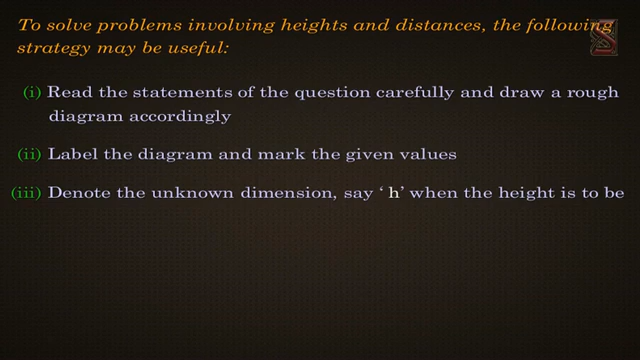 To solve problems involving heights and distances, the following
strategy may be useful:
(i) Read the statements of the question carefully and draw a rough
diagram accordingly
(ii) Label the diagram and mark the given values
(iii) Denote the unknown dimension, say ‘ h’ when the height is to be